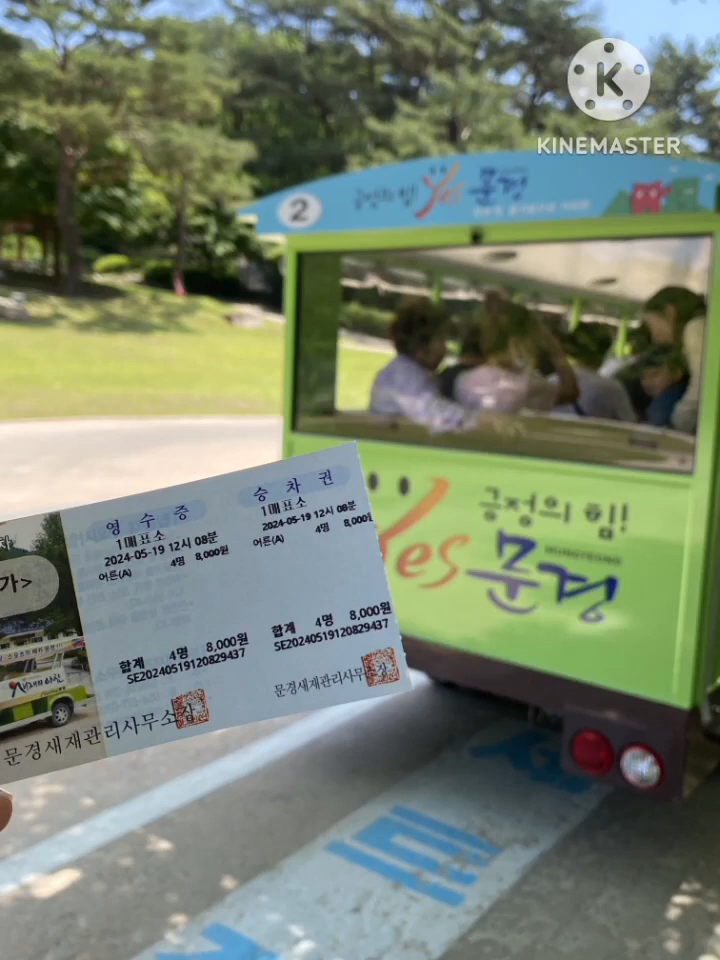 KINEMASTER
2
긍정의 힘! Yes 문경
긍정의 힘!
Yes 문경
MUNGYEONG
영수증
1매표소
2024-05-19 12시 08분
어른(A) 4명 8,000원
합계 4명 8,000원
SE20240519120829437
문경새재관리사무소장
승차권
1매표소
2024-05-19 12시 08분
어른(A) 4명 8,000원
합계 4명 8,000원
SE20240519120829437
문경새재관리사무소장
가>